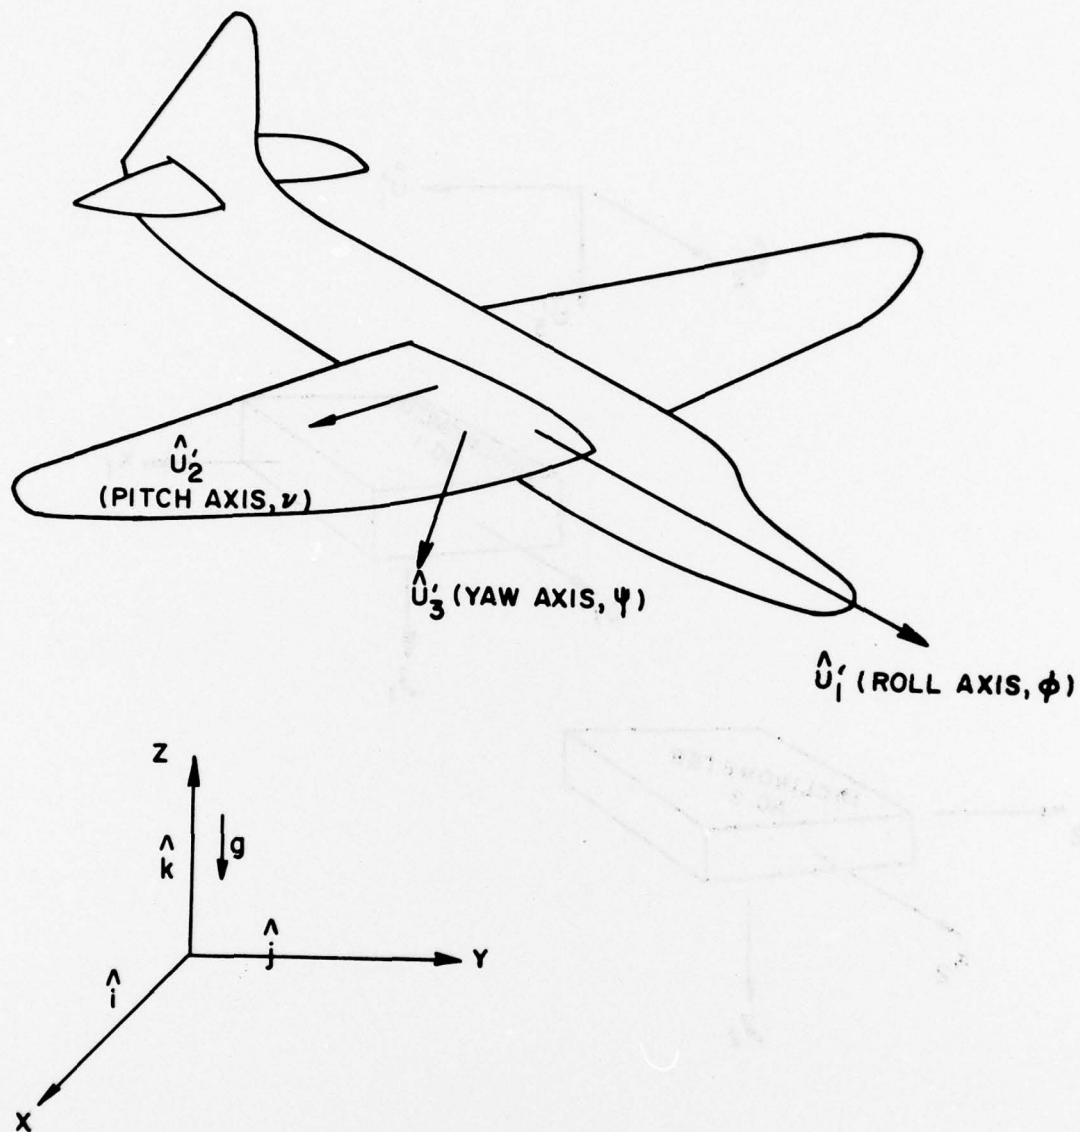 Û′₂
(PITCH AXIS, ν)
Û′₃ (YAW AXIS, ψ)
Û′₁ (ROLL AXIS, ϕ)
Z
k̂
g
ĵ
Y
î
X